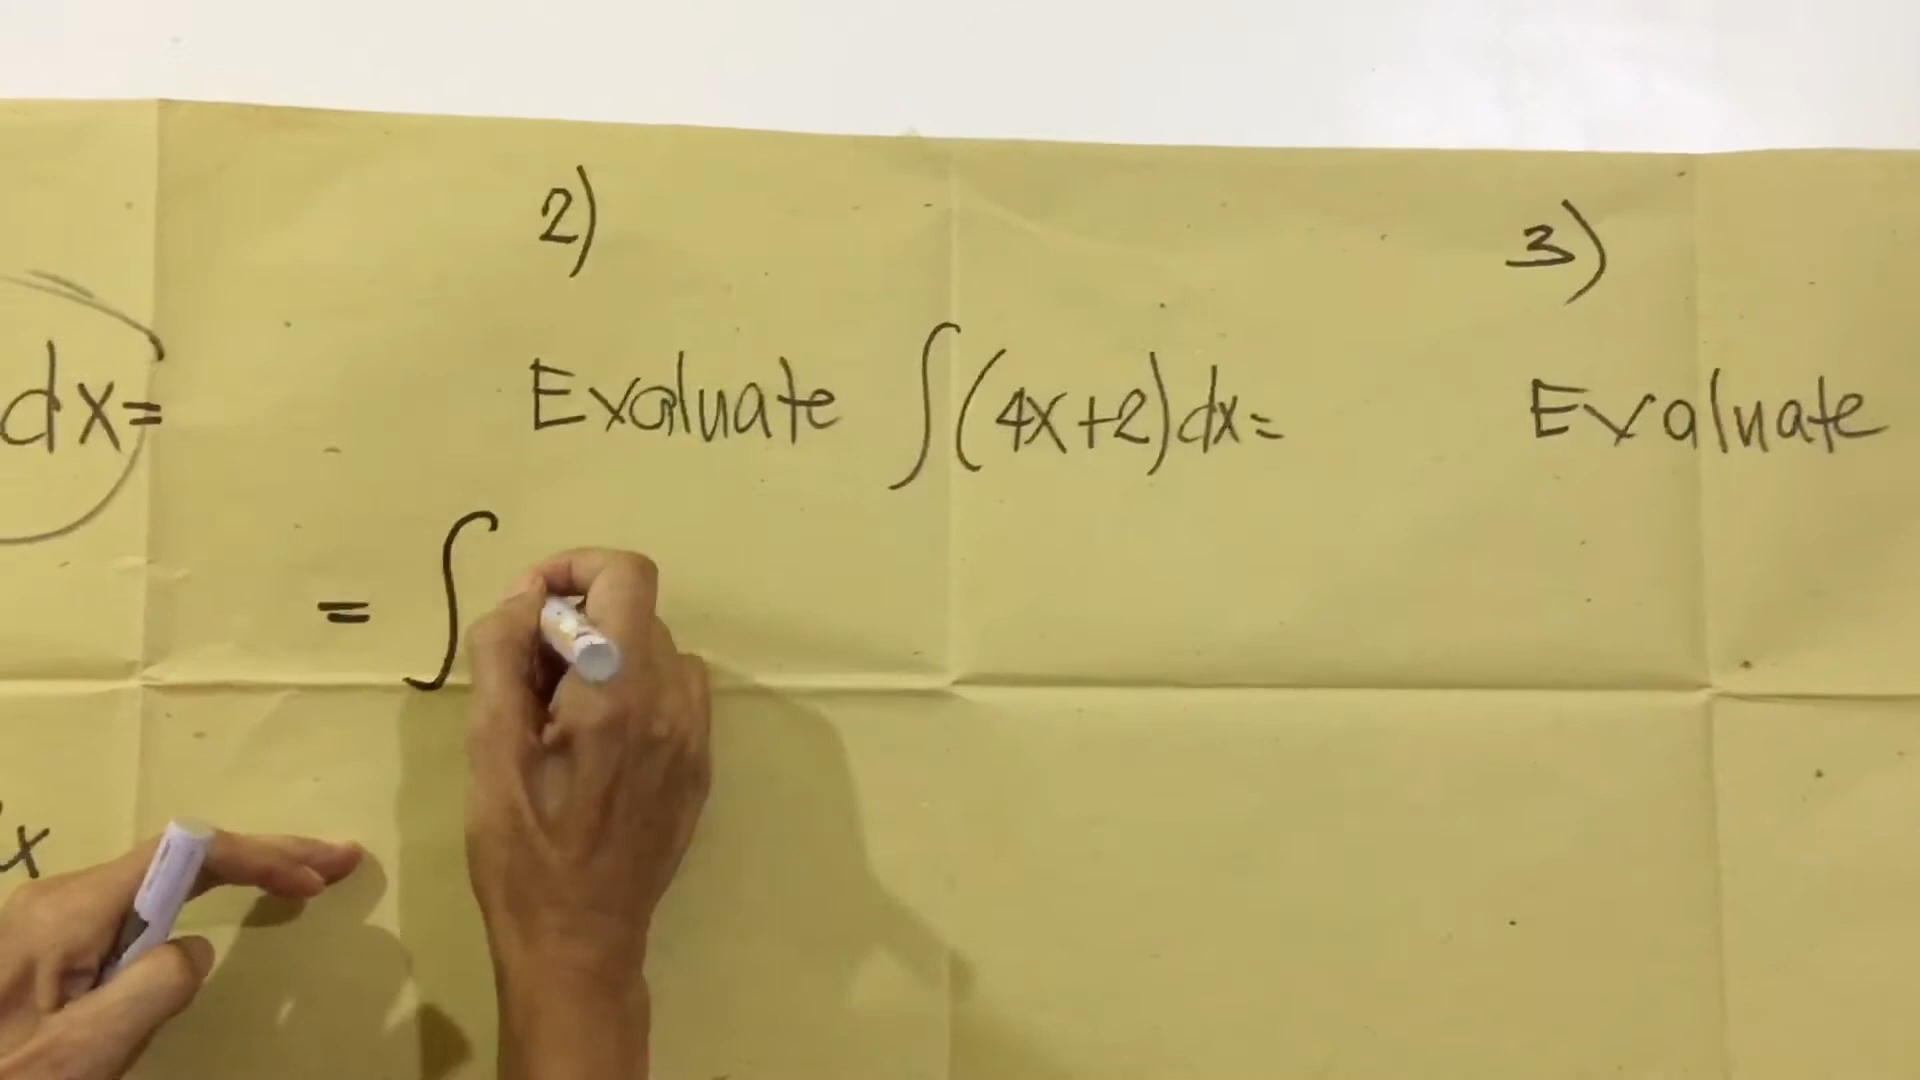 2)
3)
dx=
Evaluate ∫(4x+2)dx=
Evaluate
= ∫
x